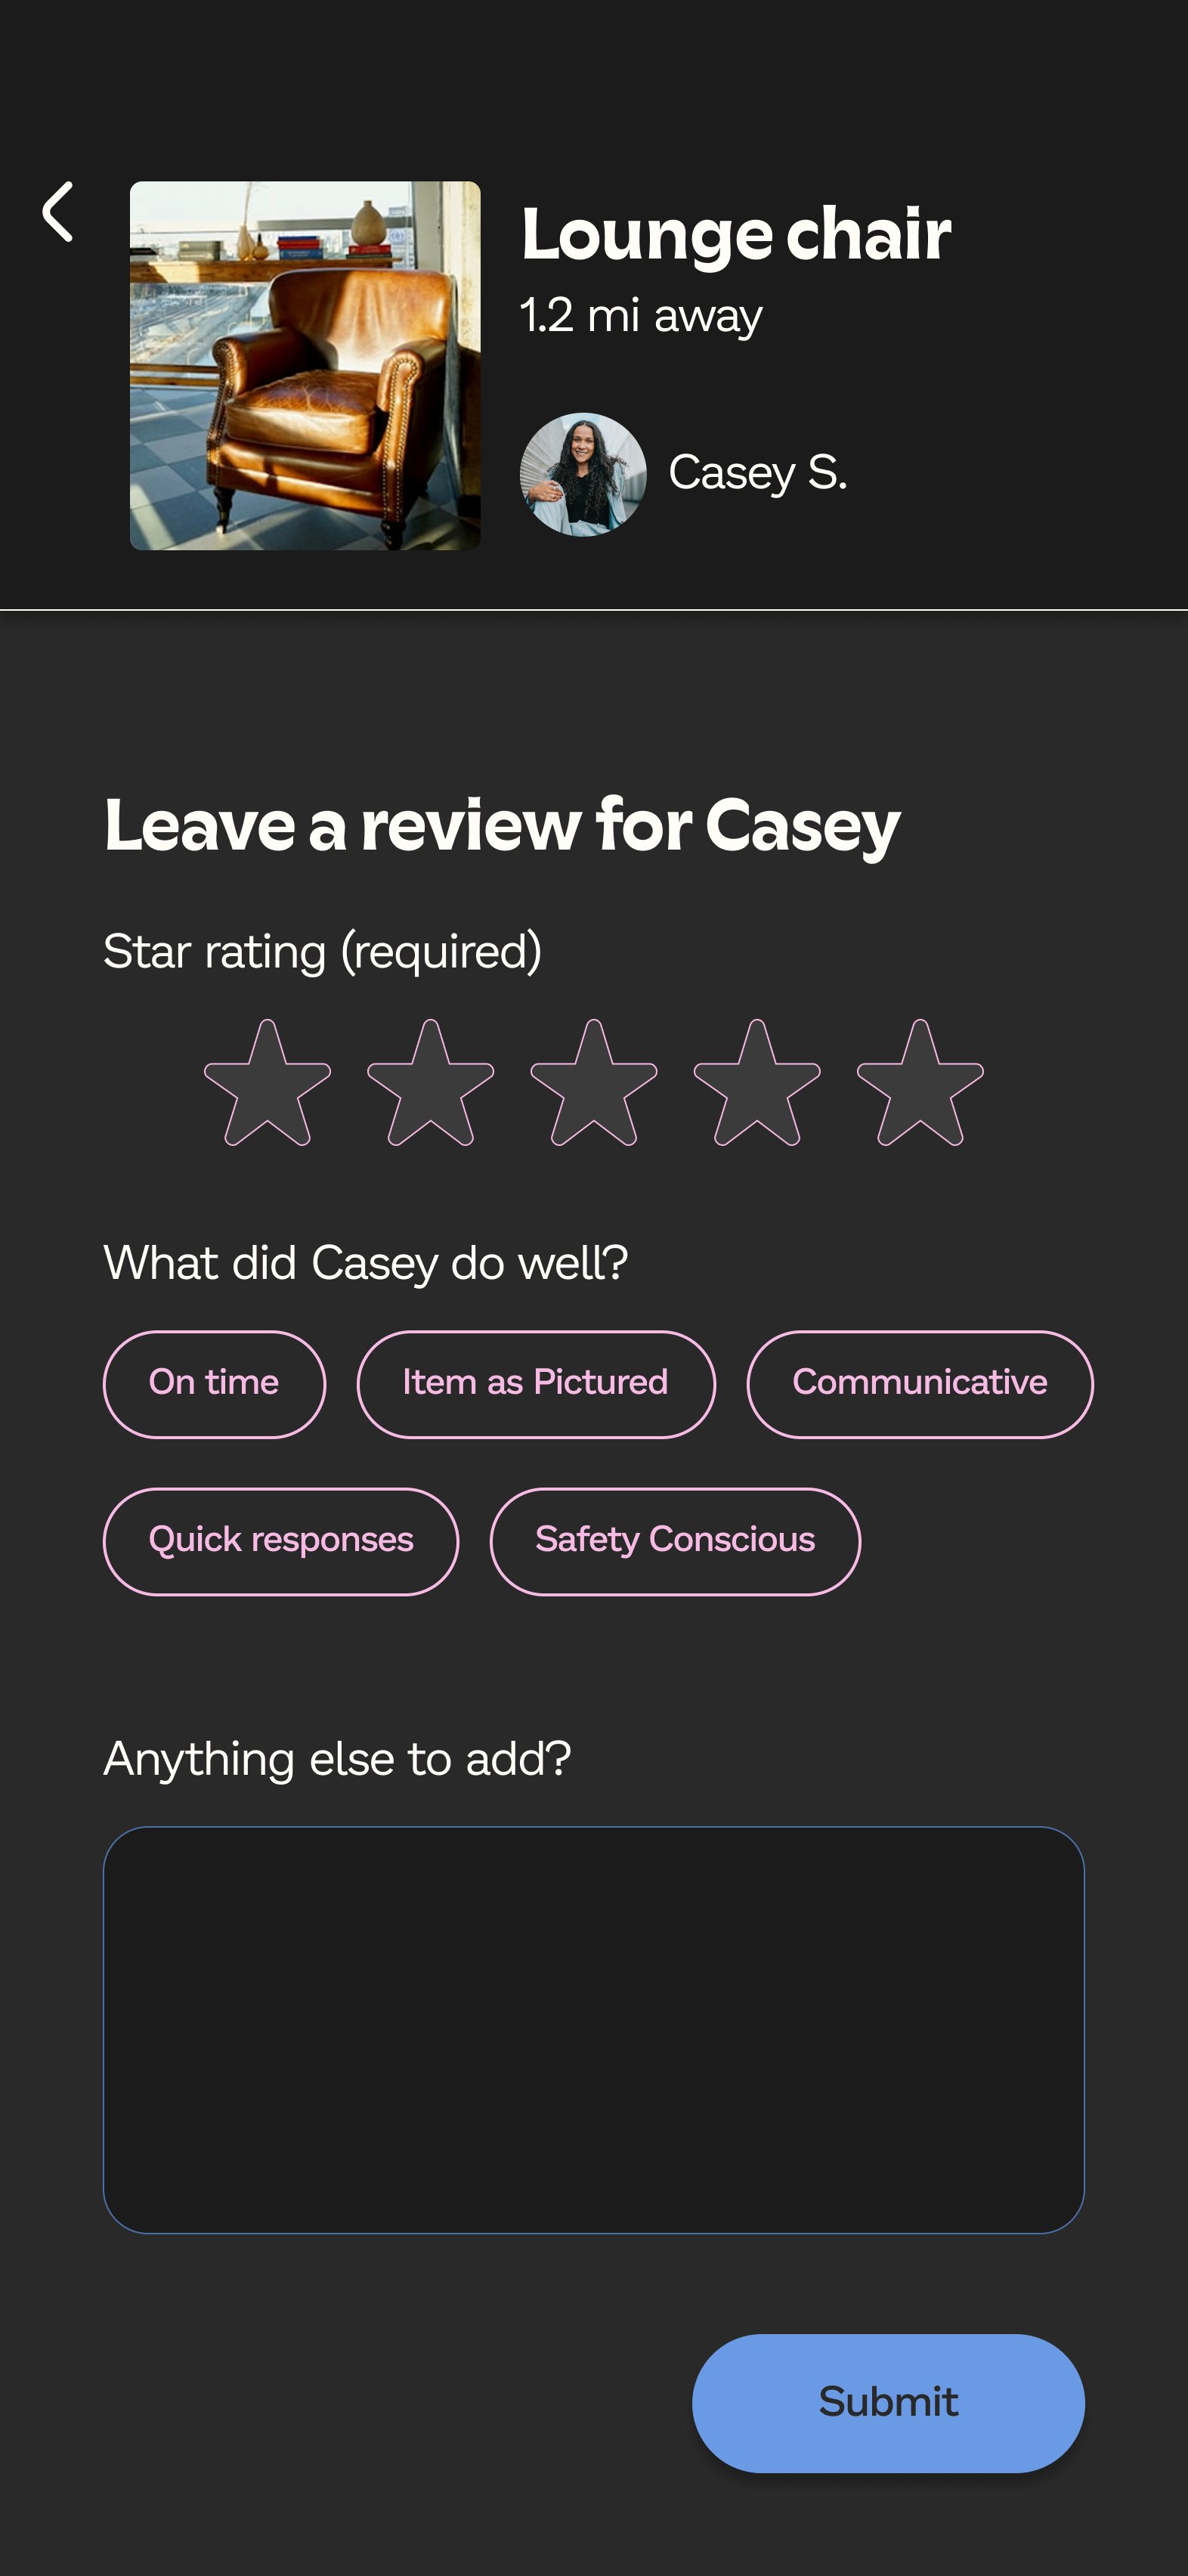 Lounge chair
1.2 mi away
Casey S.
Leave a review for Casey
Star rating (required)
What did Casey do well?
On time
Item as Pictured
Communicative
Quick responses
Safety Conscious
Anything else to add?
Submit